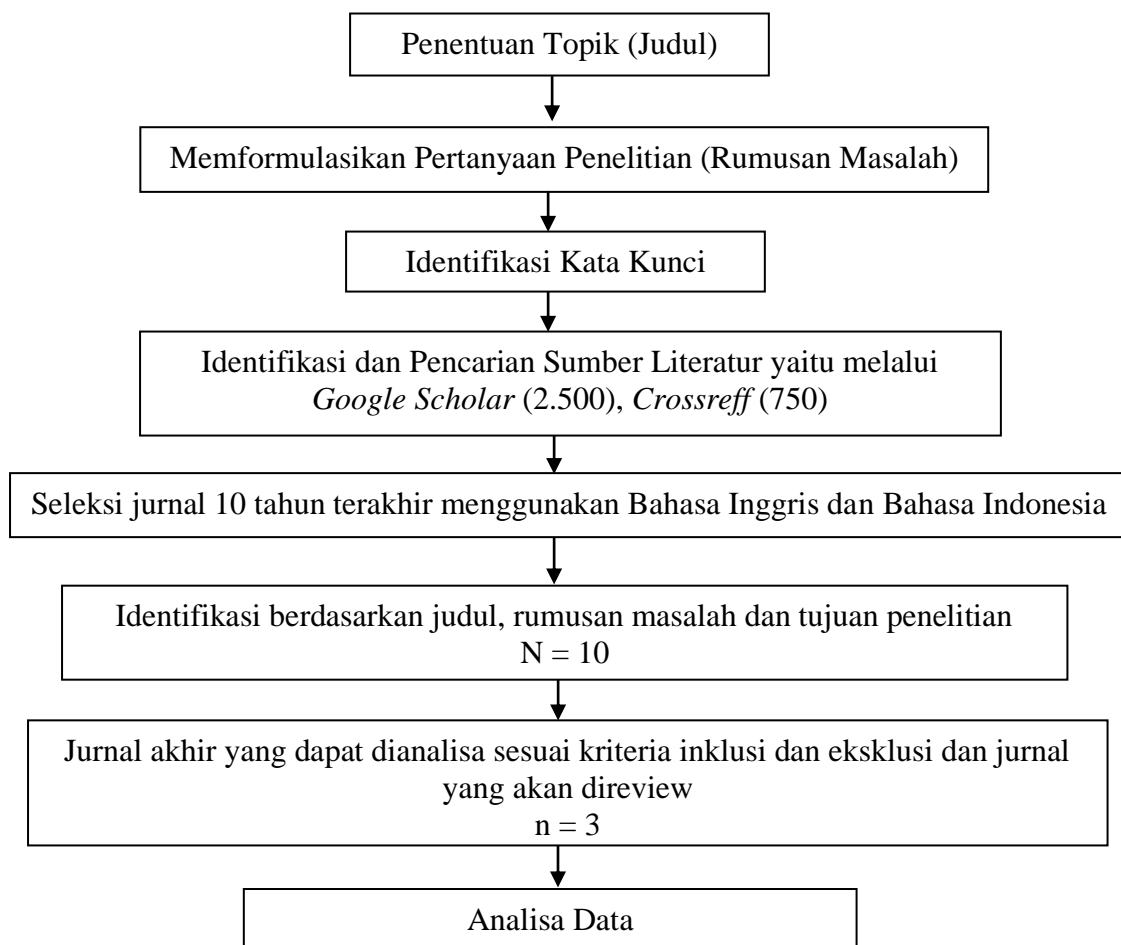 Penentuan Topik (Judul)
Memformulasikan Pertanyaan Penelitian (Rumusan Masalah)
Identifikasi Kata Kunci
Identifikasi dan Pencarian Sumber Literatur yaitu melalui
Google Scholar (2.500), Crossreff (750)
Seleksi jurnal 10 tahun terakhir menggunakan Bahasa Inggris dan Bahasa Indonesia
Identifikasi berdasarkan judul, rumusan masalah dan tujuan penelitian
N = 10
Jurnal akhir yang dapat dianalisa sesuai kriteria inklusi dan eksklusi dan jurnal
yang akan direview
n = 3
Analisa Data